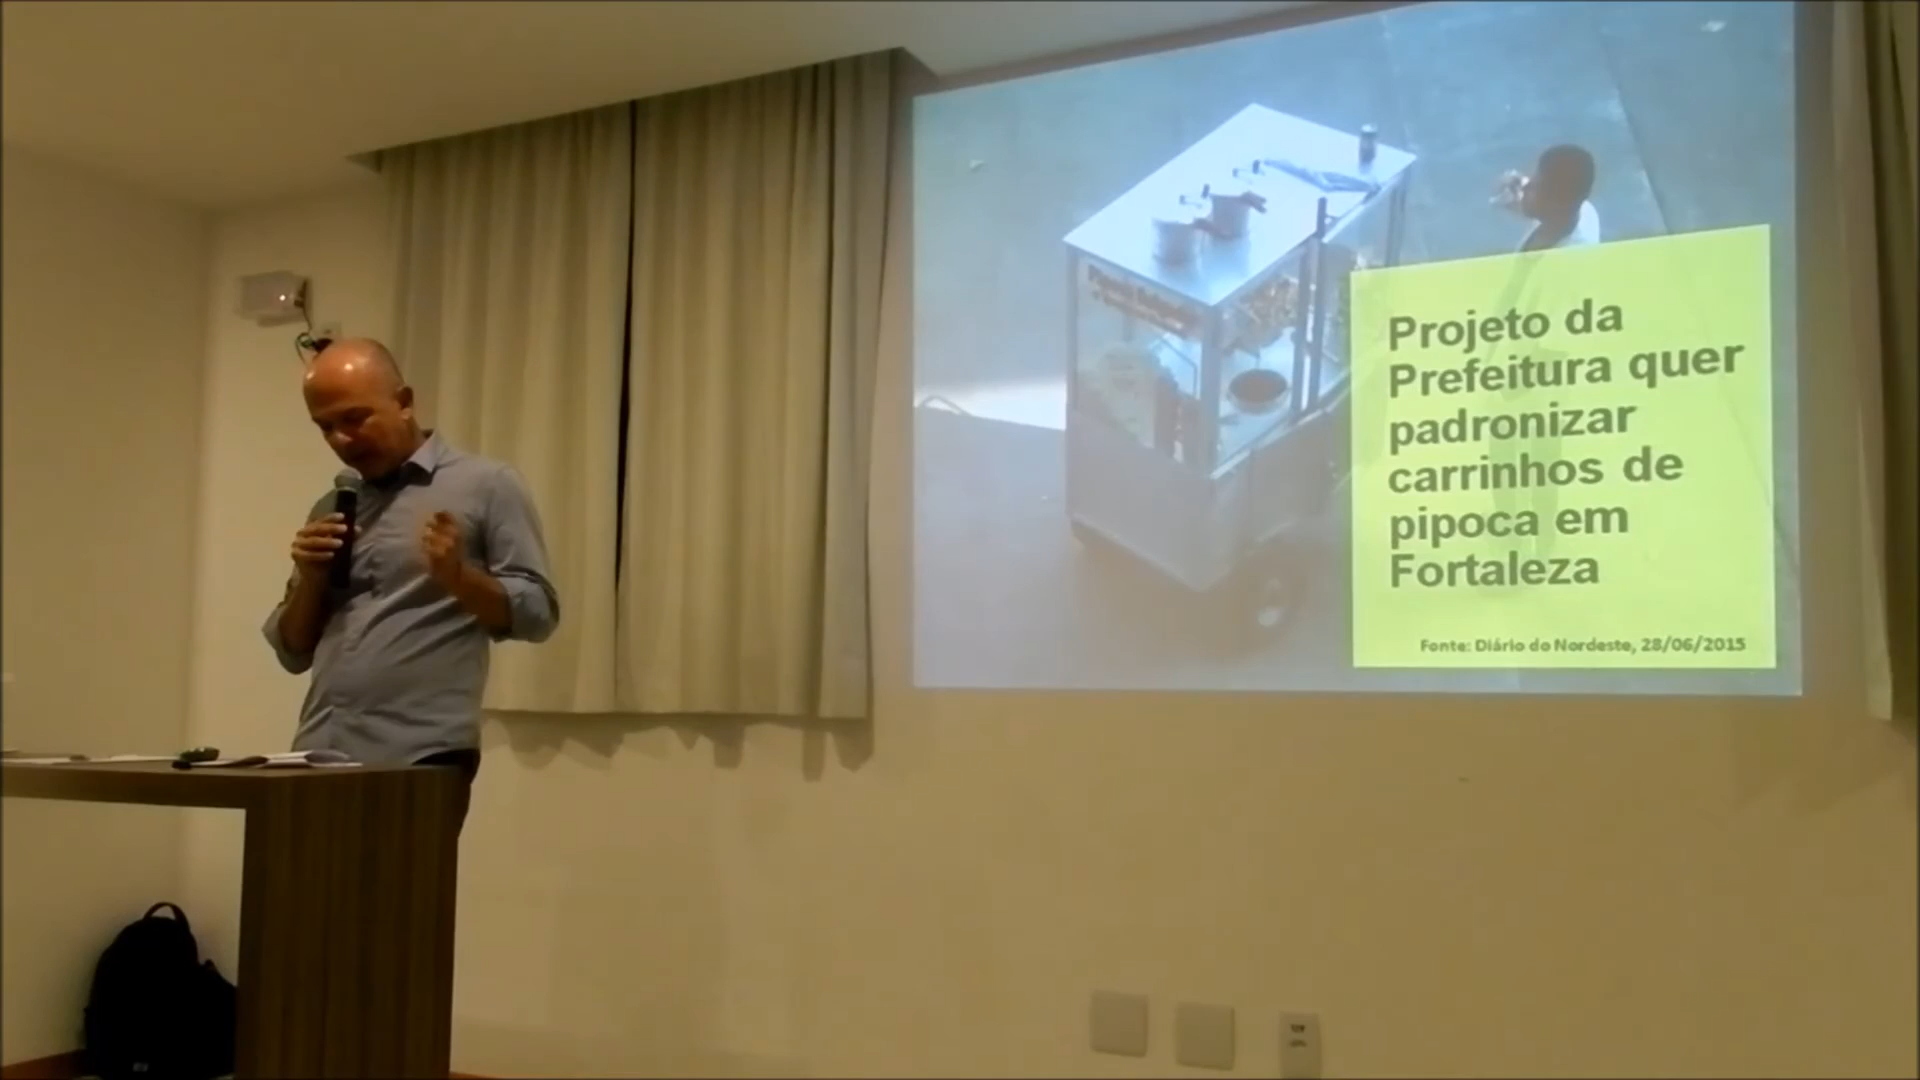 Projeto da
Prefeitura quer
padronizar
carrinhos de
pipoca em
Fortaleza
Fonte: Diário do Nordeste, 28/06/2015